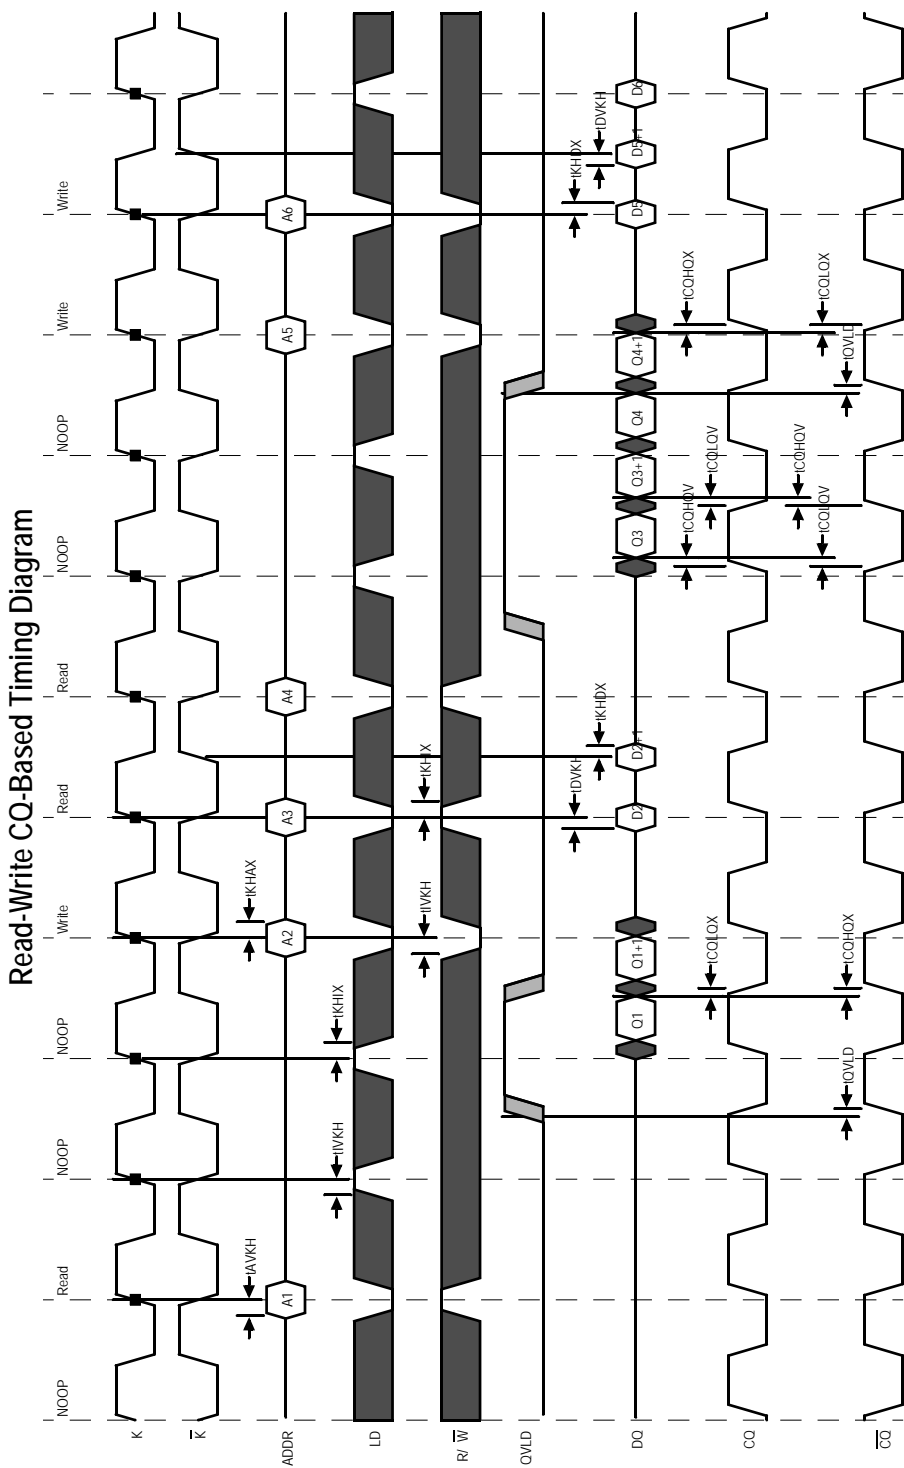 Read-Write CQ-Based Timing Diagram
NOOP Read NOOP NOOP Write Read Read NOOP NOOP Write Write
K
K̅
tAVKH tKHAX
ADDR A1 A2 A3 A4 A5 A6
tIVKH tKHIX
LD
tIVKH tKHIX
R/ W̅
QVLD
tDVKH tKHDX
tKHDX tDVKH
DQ Q1 Q1+1 D2 D2+1 Q3 Q3+1 Q4 Q4+1 D5 D5+1 D6
tCQHQV tCQHQX
tCQLQX tCQLQV
CQ
tCQHQV
tCQLQV tCQLQX
tQVLD tCQHQX tQVLD
C̅Q̅